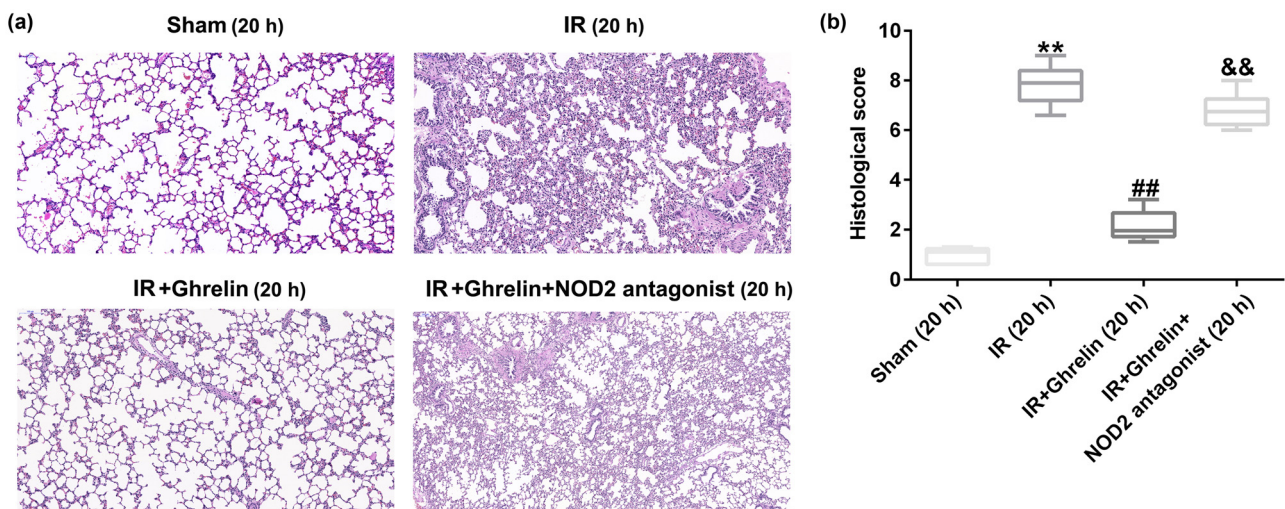 (a)
Sham (20 h)
IR (20 h)
IR+Ghrelin (20 h)
IR+Ghrelin+NOD2 antagonist (20 h)
(b)
Histological score
10
8
6
4
2
0
**
##
&&
Sham (20 h)
IR (20 h)
IR+Ghrelin (20 h)
IR+Ghrelin+
NOD2 antagonist (20 h)